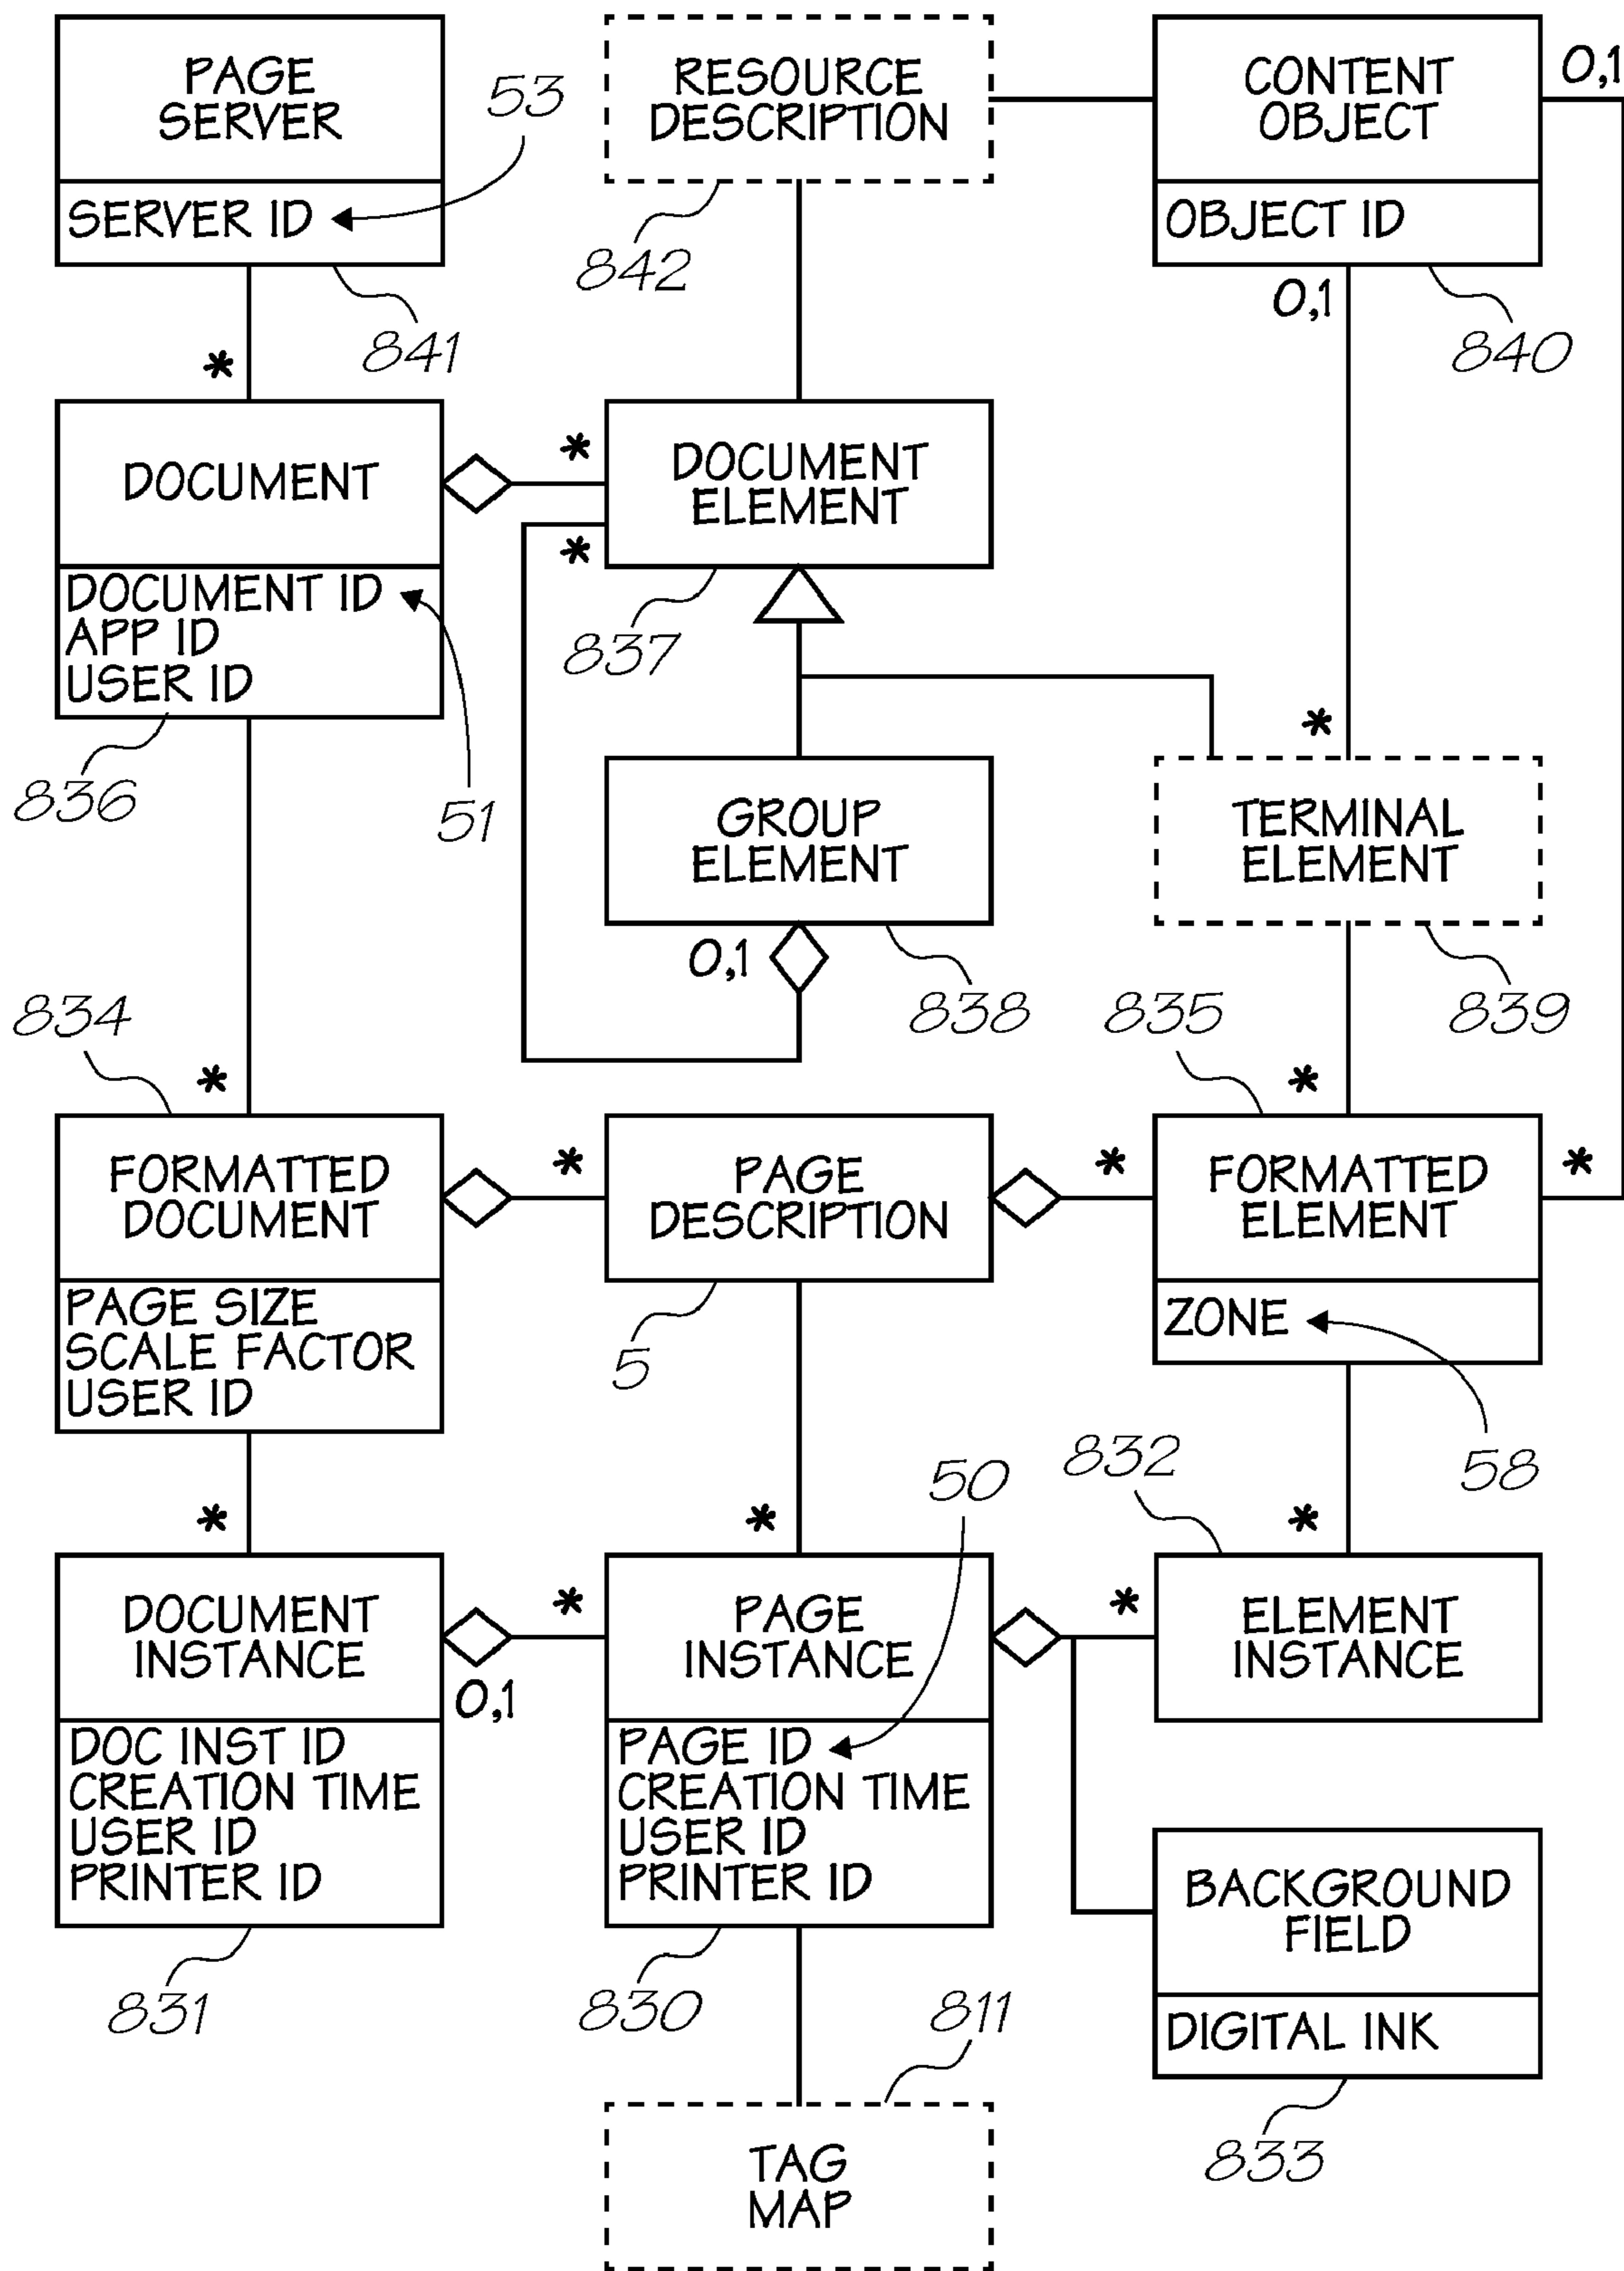 PAGE
SERVER
SERVER ID
53
841
RESOURCE
DESCRIPTION
842
CONTENT
OBJECT
OBJECT ID
0,1
0,1
840
*
DOCUMENT
DOCUMENT ID
APP ID
USER ID
836
51
*
*
DOCUMENT
ELEMENT
837
GROUP
ELEMENT
0,1
838
*
TERMINAL
ELEMENT
839
834
*
FORMATTED
DOCUMENT
PAGE SIZE
SCALE FACTOR
USER ID
*
PAGE
DESCRIPTION
5
835
*
*
FORMATTED
ELEMENT
*
ZONE
58
*
DOCUMENT
INSTANCE
0,1
DOC INST ID
CREATION TIME
USER ID
PRINTER ID
831
*
*
50
PAGE
INSTANCE
PAGE ID
CREATION TIME
USER ID
PRINTER ID
830
832
*
*
ELEMENT
INSTANCE
BACKGROUND
FIELD
DIGITAL INK
833
811
TAG
MAP